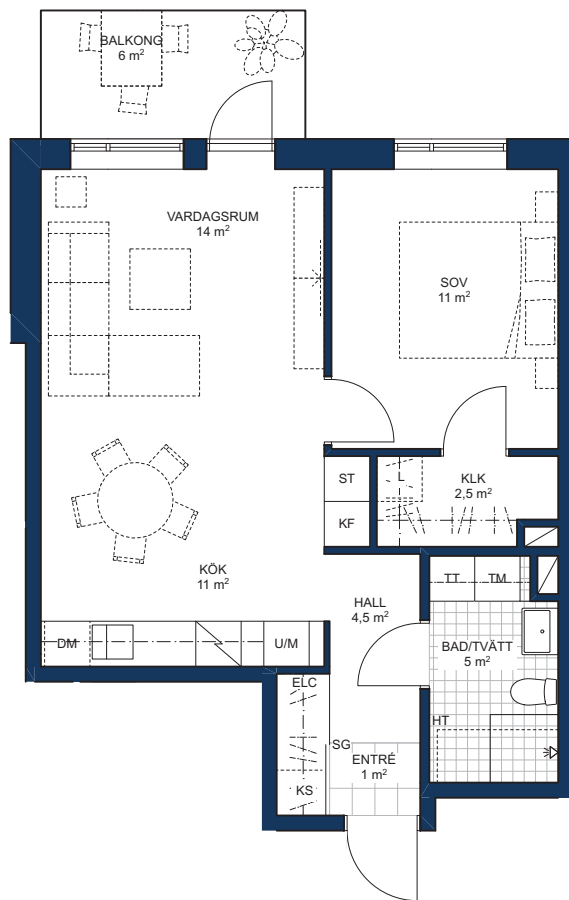 BALKONG
6 m²
VARDAGSRUM
14 m²
SOV
11 m²
ST
L
KLK
2,5 m²
KF
KÖK
11 m²
HALL
4,5 m²
TT
TM
DM
U/M
BAD/TVÄTT
5 m²
ELC
HT
SG
ENTRÉ
1 m²
KS